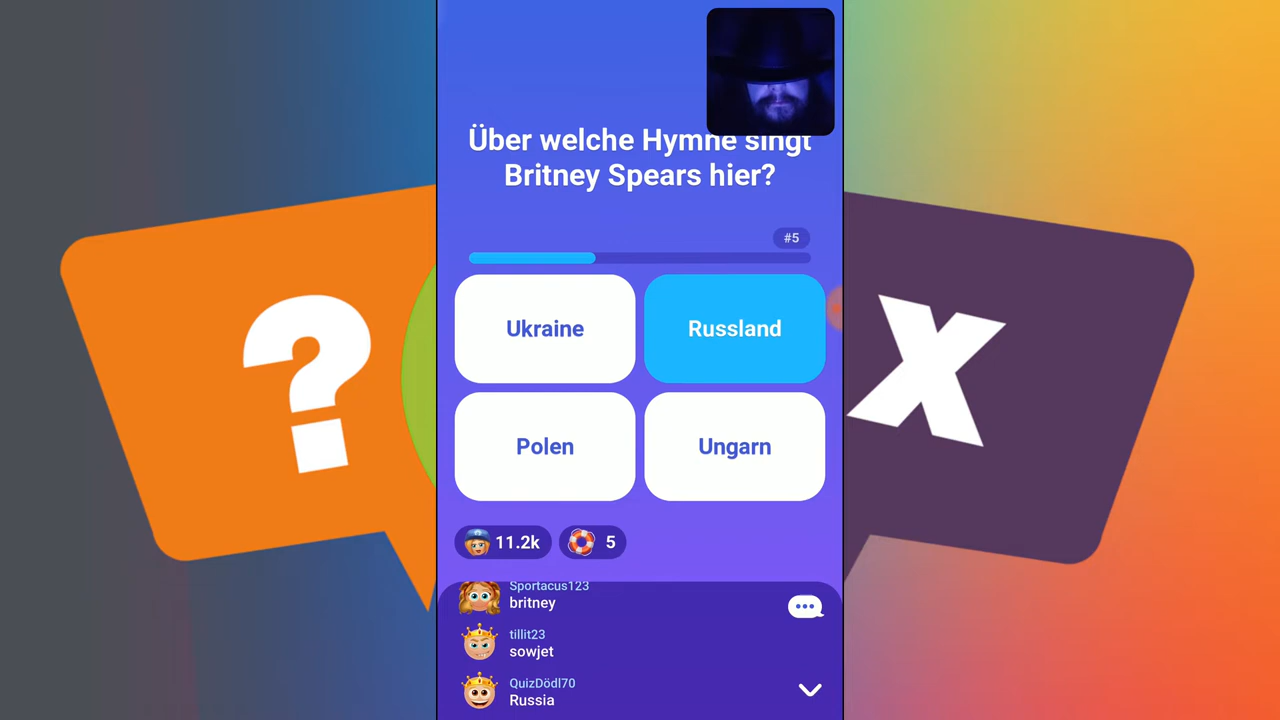 Über welche Hymne singt
Britney Spears hier?
#5
Ukraine
Russland
Polen
Ungarn
11.2k
5
Sportacus123
britney
tillit23
sowjet
QuizDödl70
Russia
?
X